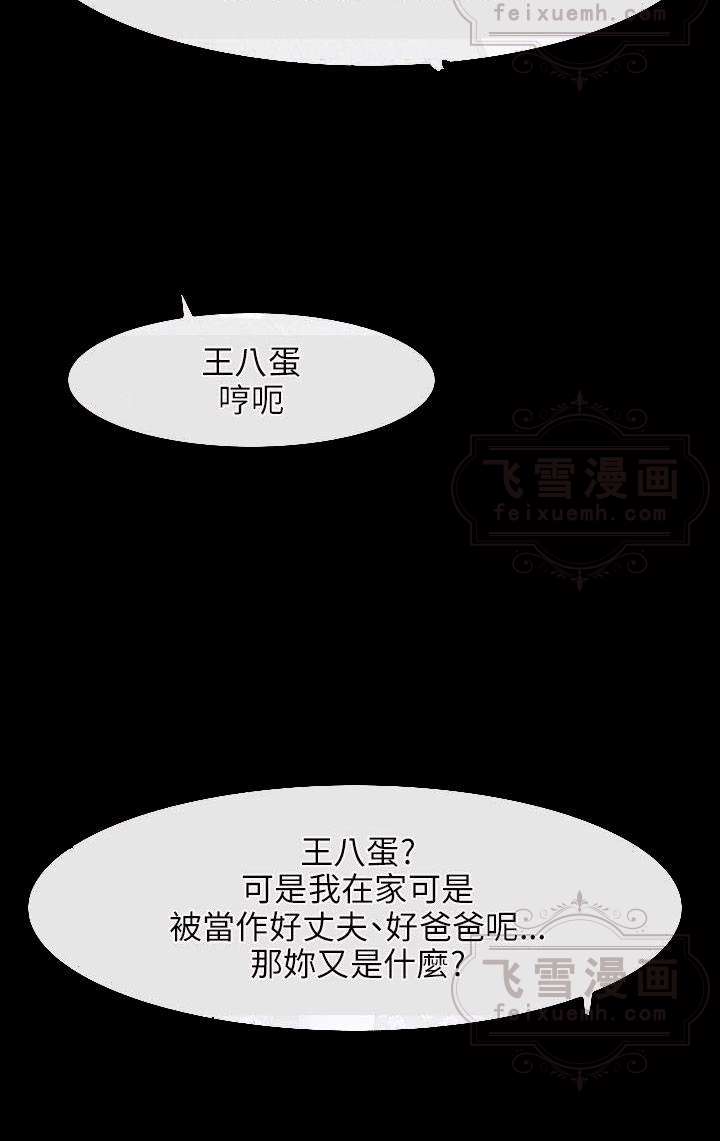 feixuemh.com
王八蛋
哼呃
飞雪漫画
feixuemh.com
王八蛋?
可是我在家可是
被當作好丈夫、好爸爸呢...
那妳又是什麼?
飞雪漫画
feixuemh.com